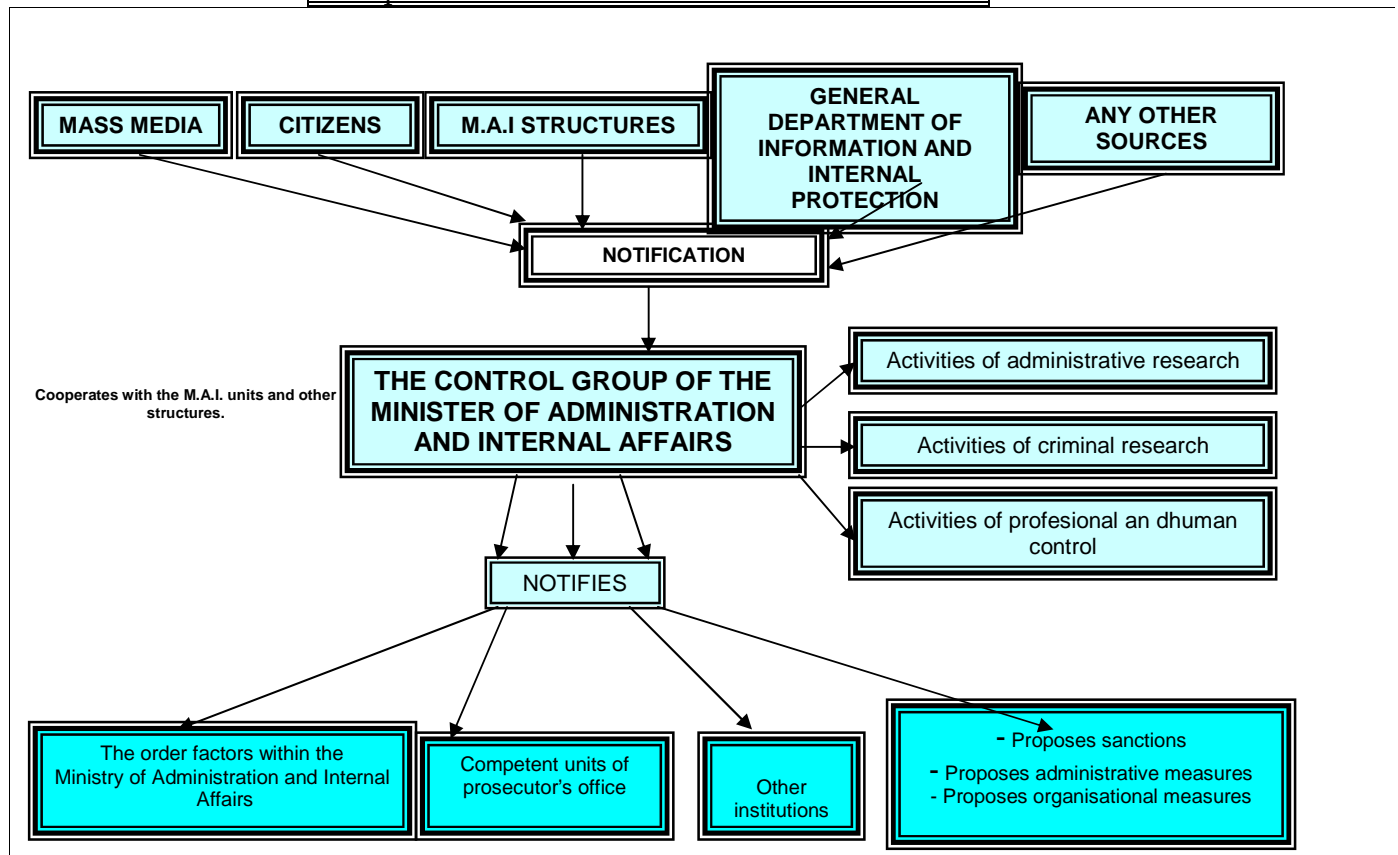 MASS MEDIA
CITIZENS
M.A.I STRUCTURES
GENERAL
DEPARTMENT OF
INFORMATION AND
INTERNAL
PROTECTION
ANY OTHER
SOURCES
NOTIFICATION
Cooperates with the M.A.I. units and other
structures.
THE CONTROL GROUP OF THE
MINISTER OF ADMINISTRATION
AND INTERNAL AFFAIRS
Activities of administrative research
Activities of criminal research
Activities of profesional an dhuman
control
NOTIFIES
The order factors within the
Ministry of Administration and Internal
Affairs
Competent units of
prosecutor's office
Other
institutions
- Proposes sanctions
- Proposes administrative measures
- Proposes organisational measures